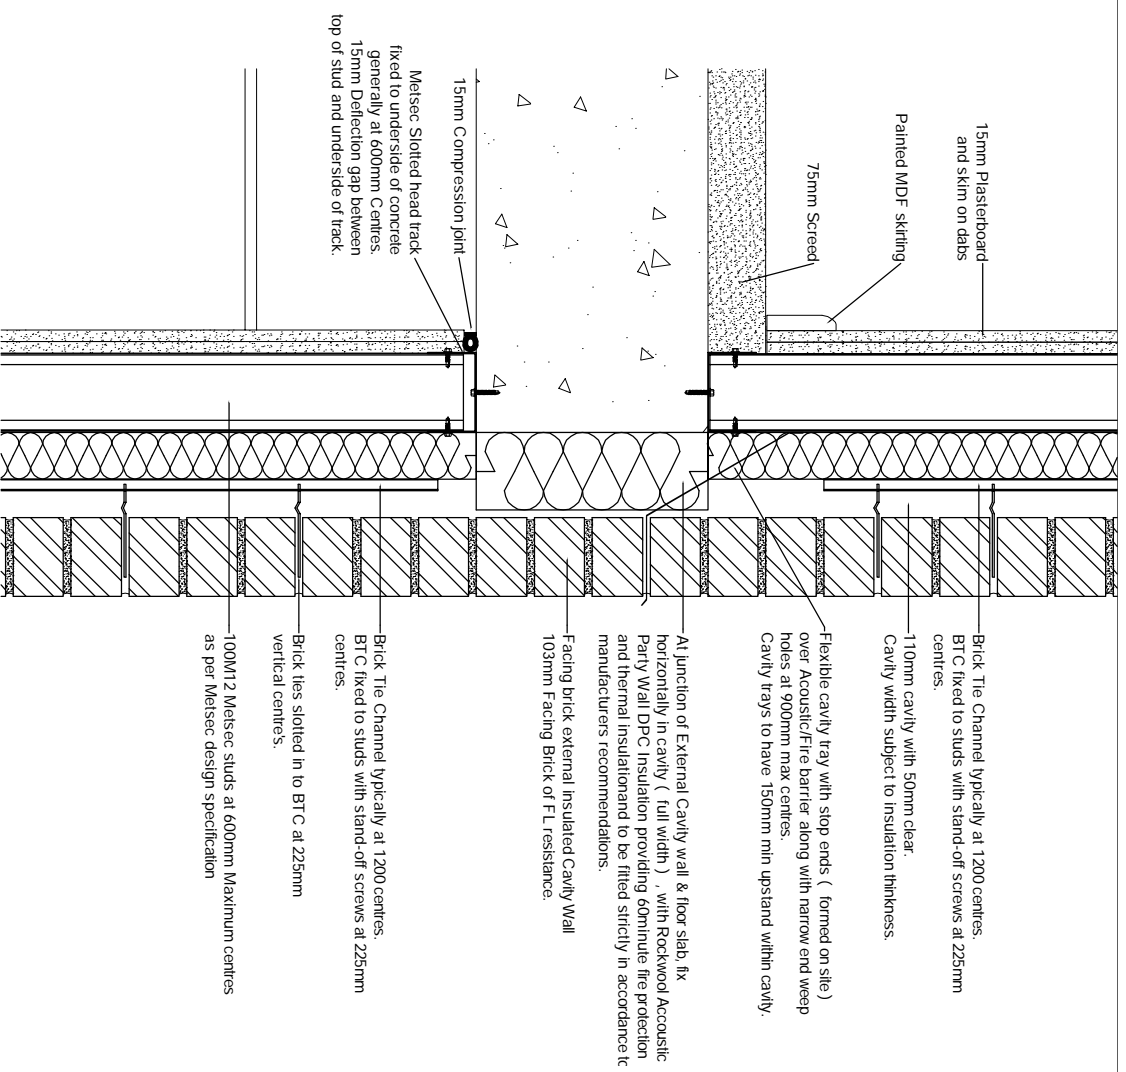 15mm Plasterboard
and skim on dabs
Painted MDF skirting
75mm Screed
15mm Compression joint
Metsec Slotted head track
fixed to underside of concrete
generally at 600mm Centres.
15mm Deflection gap between
top of stud and underside of track.
Brick Tie Channel typically at 1200 centres.
BTC fixed to studs with stand-off screws at 225mm
centres.
110mm cavity with 50mm clear.
Cavity width subject to insulation thinkness.
Flexible cavity tray with stop ends ( formed on site )
over Acoustic/Fire barrier along with narrow end weep
holes at 900mm max centres.
Cavity trays to have 150mm min upstand within cavity.
At junction of External Cavity wall & floor slab, fix
horizontally in cavity ( full width ) , with Rockwool Accoustic
Party Wall DPC Insulation providing 60minute fire protection
and thermal insulationand to be fitted strictly in accordance to
manufacturers recommendations.
Facing brick external insulated Cavity Wall
103mm Facing Brick of FL resistance.
Brick Tie Channel typically at 1200 centres.
BTC fixed to studs with stand-off screws at 225mm
centres.
Brick ties slotted in to BTC at 225mm
vertical centre's.
100M12 Metsec studs at 600mm Maximum centres
as per Metsec design specification